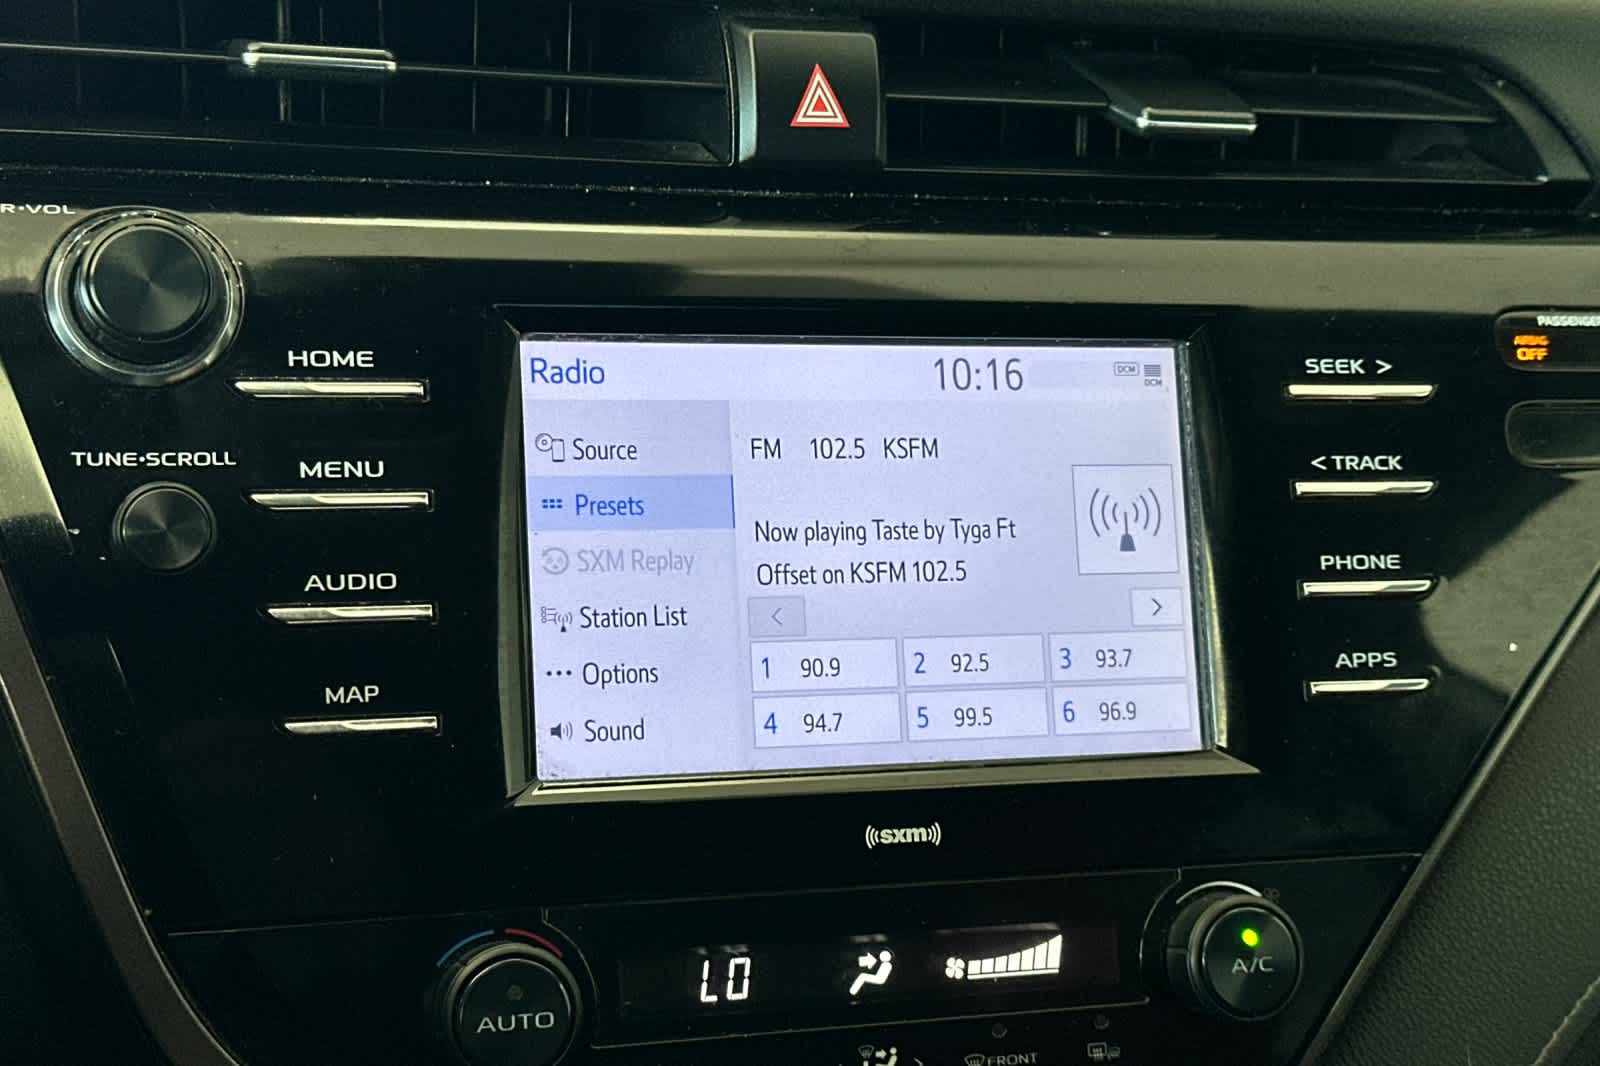 R•VOL
HOME
TUNE•SCROLL
MENU
AUDIO
MAP
Radio
10:16
DCM
DCM
Source
Presets
SXM Replay
Station List
Options
Sound
FM 102.5 KSFM
Now playing Taste by Tyga Ft
Offset on KSFM 102.5
<
>
1 90.9
2 92.5
3 93.7
4 94.7
5 99.5
6 96.9
SEEK >
< TRACK
PHONE
APPS
PASSENGER
AIRBAG
OFF
((sxm))
AUTO
LO
A/C
FRONT